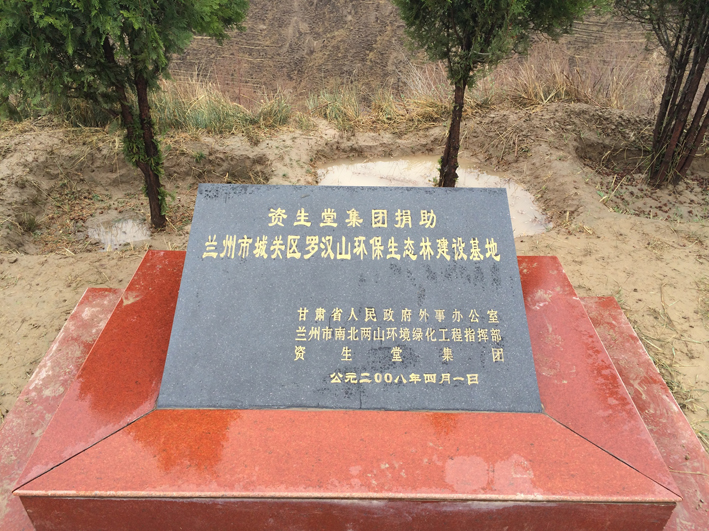 资生堂集团捐助
兰州市城关区罗汉山环保生态林建设基地
甘肃省人民政府外事办公室
兰州市南北两山环境绿化工程指挥部
资生堂集团
公元二00八年四月一日